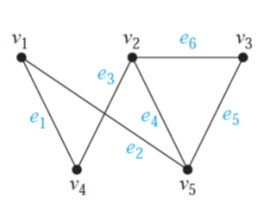 v₁ v₂ e₆ v₃
e₃
e₁ e₄ e₅
e₂
v₄ v₅